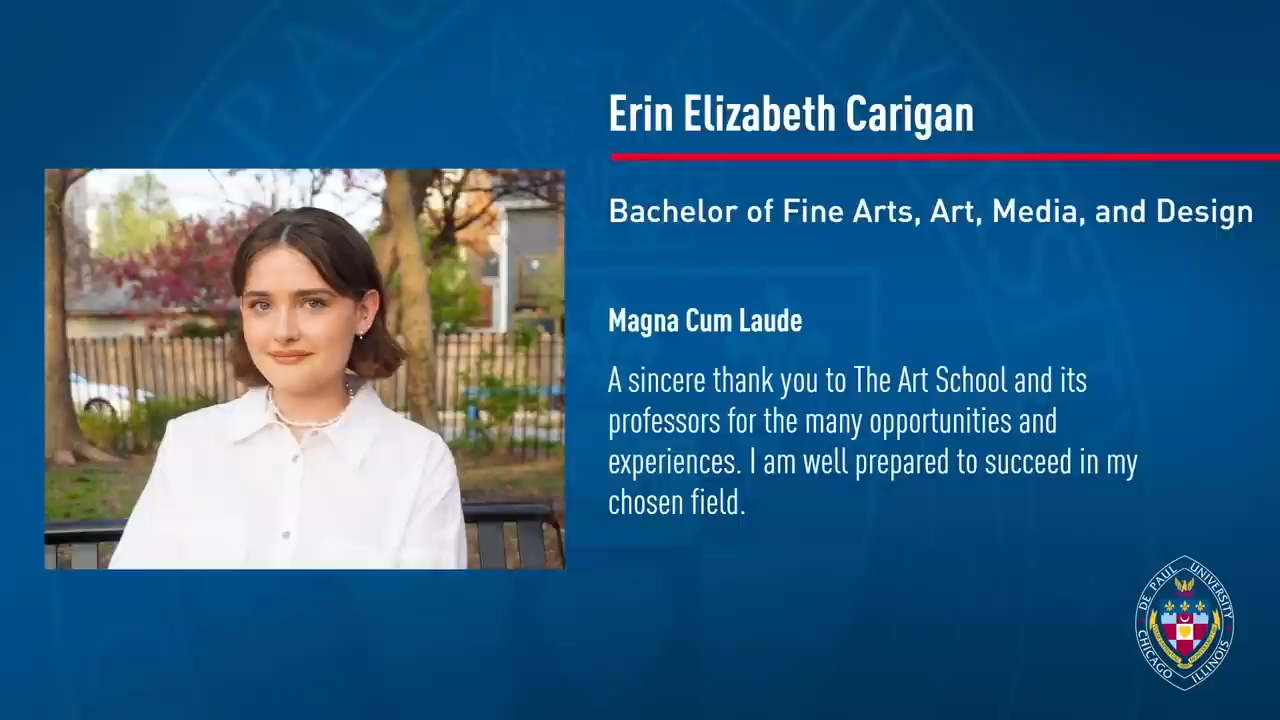 Erin Elizabeth Carigan
Bachelor of Fine Arts, Art, Media, and Design
Magna Cum Laude
A sincere thank you to The Art School and its
professors for the many opportunities and
experiences. I am well prepared to succeed in my
chosen field.
DE PAUL UNIVERSITY
CHICAGO ILLINOIS